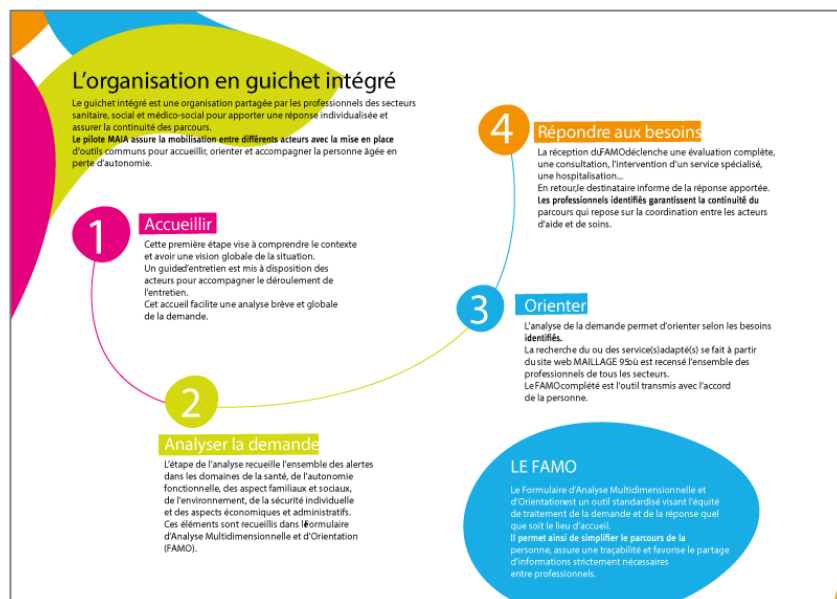 L'organisation en guichet intégré
Le guichet intégré est une organisation partagée par les professionnels des secteurs
sanitaire, social et médico-social pour apporter une réponse individualisée et
assurer la continuité des parcours.
Le pilote MAIA assure la mobilisation entre différents acteurs avec la mise en place
d'outils communs pour accueillir, orienter et accompagner la personne âgée en
perte d'autonomie.
1
Accueillir
Cette première étape vise à comprendre le contexte
et avoir une vision globale de la situation.
Un guided'entretien est mis à disposition des
acteurs pour accompagner le déroulement de
l'entretien.
Cet accueil facilite une analyse brève et globale
de la demande.
2
Analyser la demande
L'étape de l'analyse recueille l'ensemble des alertes
dans les domaines de la santé, de l'autonomie
fonctionnelle, des aspect familiaux et sociaux,
de l'environnement, de la sécurité individuelle
et des aspects économiques et administratifs.
Ces éléments sont recueillis dans le Formulaire
d'Analyse Multidimensionnelle et d'Orientation
(FAMO).
3
Orienter
L'analyse de la demande permet d'orienter selon les besoins
identifiés.
La recherche du ou des service(s)adapté(s) se fait à partir
du site web MAILLAGE 95où est recensé l'ensemble des
professionnels de tous les secteurs.
Le FAMO complété est l'outil transmis avec l'accord
de la personne.
4
Répondre aux besoins
La réception du FAMO déclenche une évaluation complète,
une consultation, l'intervention d'un service spécialisé,
une hospitalisation...
En retour,le destinataire informe de la réponse apportée.
Les professionnels identifiés garantissent la continuité du
parcours qui repose sur la coordination entre les acteurs
d'aide et de soins.
LE FAMO
Le Formulaire d'Analyse Multidimensionnelle et
d'Orientationest un outil standardisé visant l'équité
de traitement de la demande et de la réponse quel
que soit le lieu d'accueil.
Il permet ainsi de simplifier le parcours de la
personne, assure une traçabilité et favorise le partage
d'informations strictement nécessaires
entre professionnels.